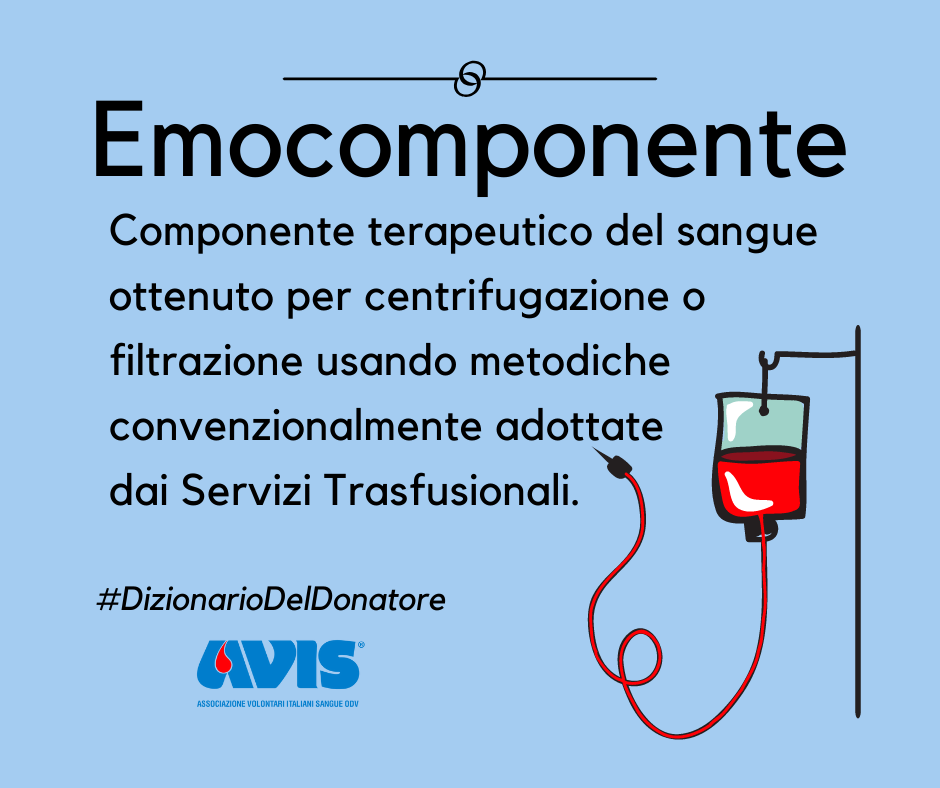 Emocomponente
Componente terapeutico del sangue
ottenuto per centrifugazione o
filtrazione usando metodiche
convenzionalmente adottate
dai Servizi Trasfusionali.
#DizionarioDelDonatore
AVIS®
ASSOCIAZIONE VOLONTARI ITALIANI SANGUE ODV